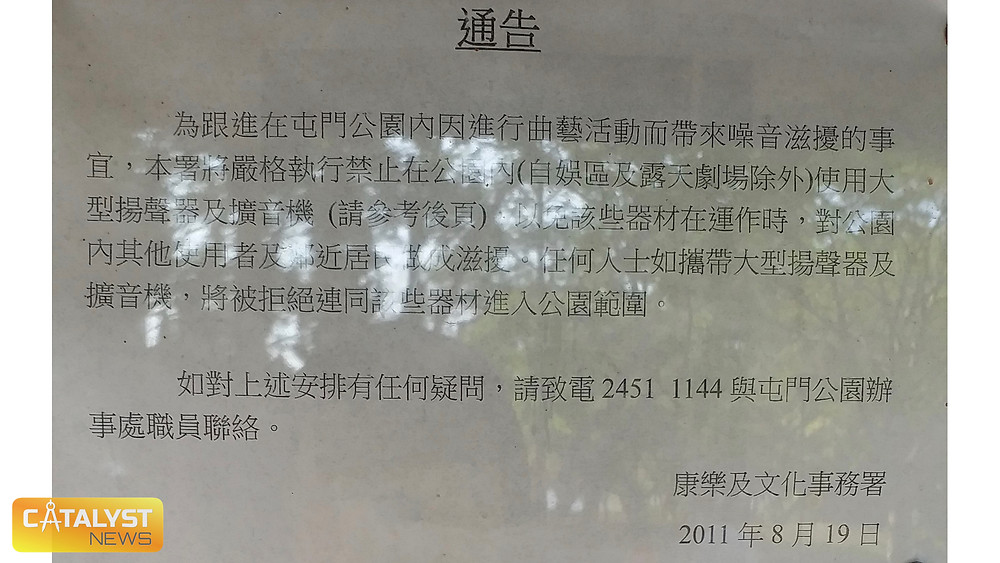 通告
為跟進在屯門公園內因進行曲藝活動而帶來噪音滋擾的事
宜，本署將嚴格執行禁止在公園內(自娛區及露天劇場除外)使用大
型揚聲器及擴音機 (請參考後頁)，以免該些器材在運作時，對公園
內其他使用者及鄰近居民做成滋擾。任何人士如攜帶大型揚聲器及
擴音機，將被拒絕連同該些器材進入公園範圍。
如對上述安排有任何疑問，請致電 2451 1144 與屯門公園辦
事處職員聯絡。
康樂及文化事務署
2011 年 8 月 19 日
CATALYST
NEWS